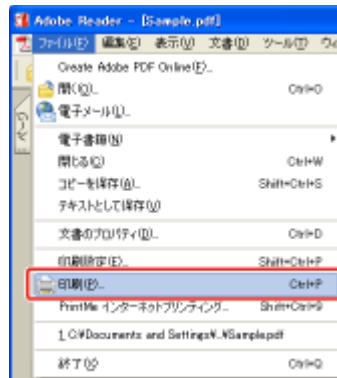 Adobe Reader - [Sample.pdf]
ファイル(F) 編集(E) 表示(V) 文書(D) ツール(T) ウィ
Create Adobe PDF Online(F)...
開く(O)... Ctrl+O
電子メール(L)...
電子書籍(N)
閉じる(C) Ctrl+W
コピーを保存(A)... Shift+Ctrl+S
テキストとして保存(V)
文書のプロパティ(D)... Ctrl+D
印刷設定(E)... Shift+Ctrl+P
印刷(P)... Ctrl+P
PrintMe インターネットプリンティング... Shift+Ctrl+9
1 C:¥Documents and Settings¥..¥Sample.pdf
終了(X) Ctrl+Q